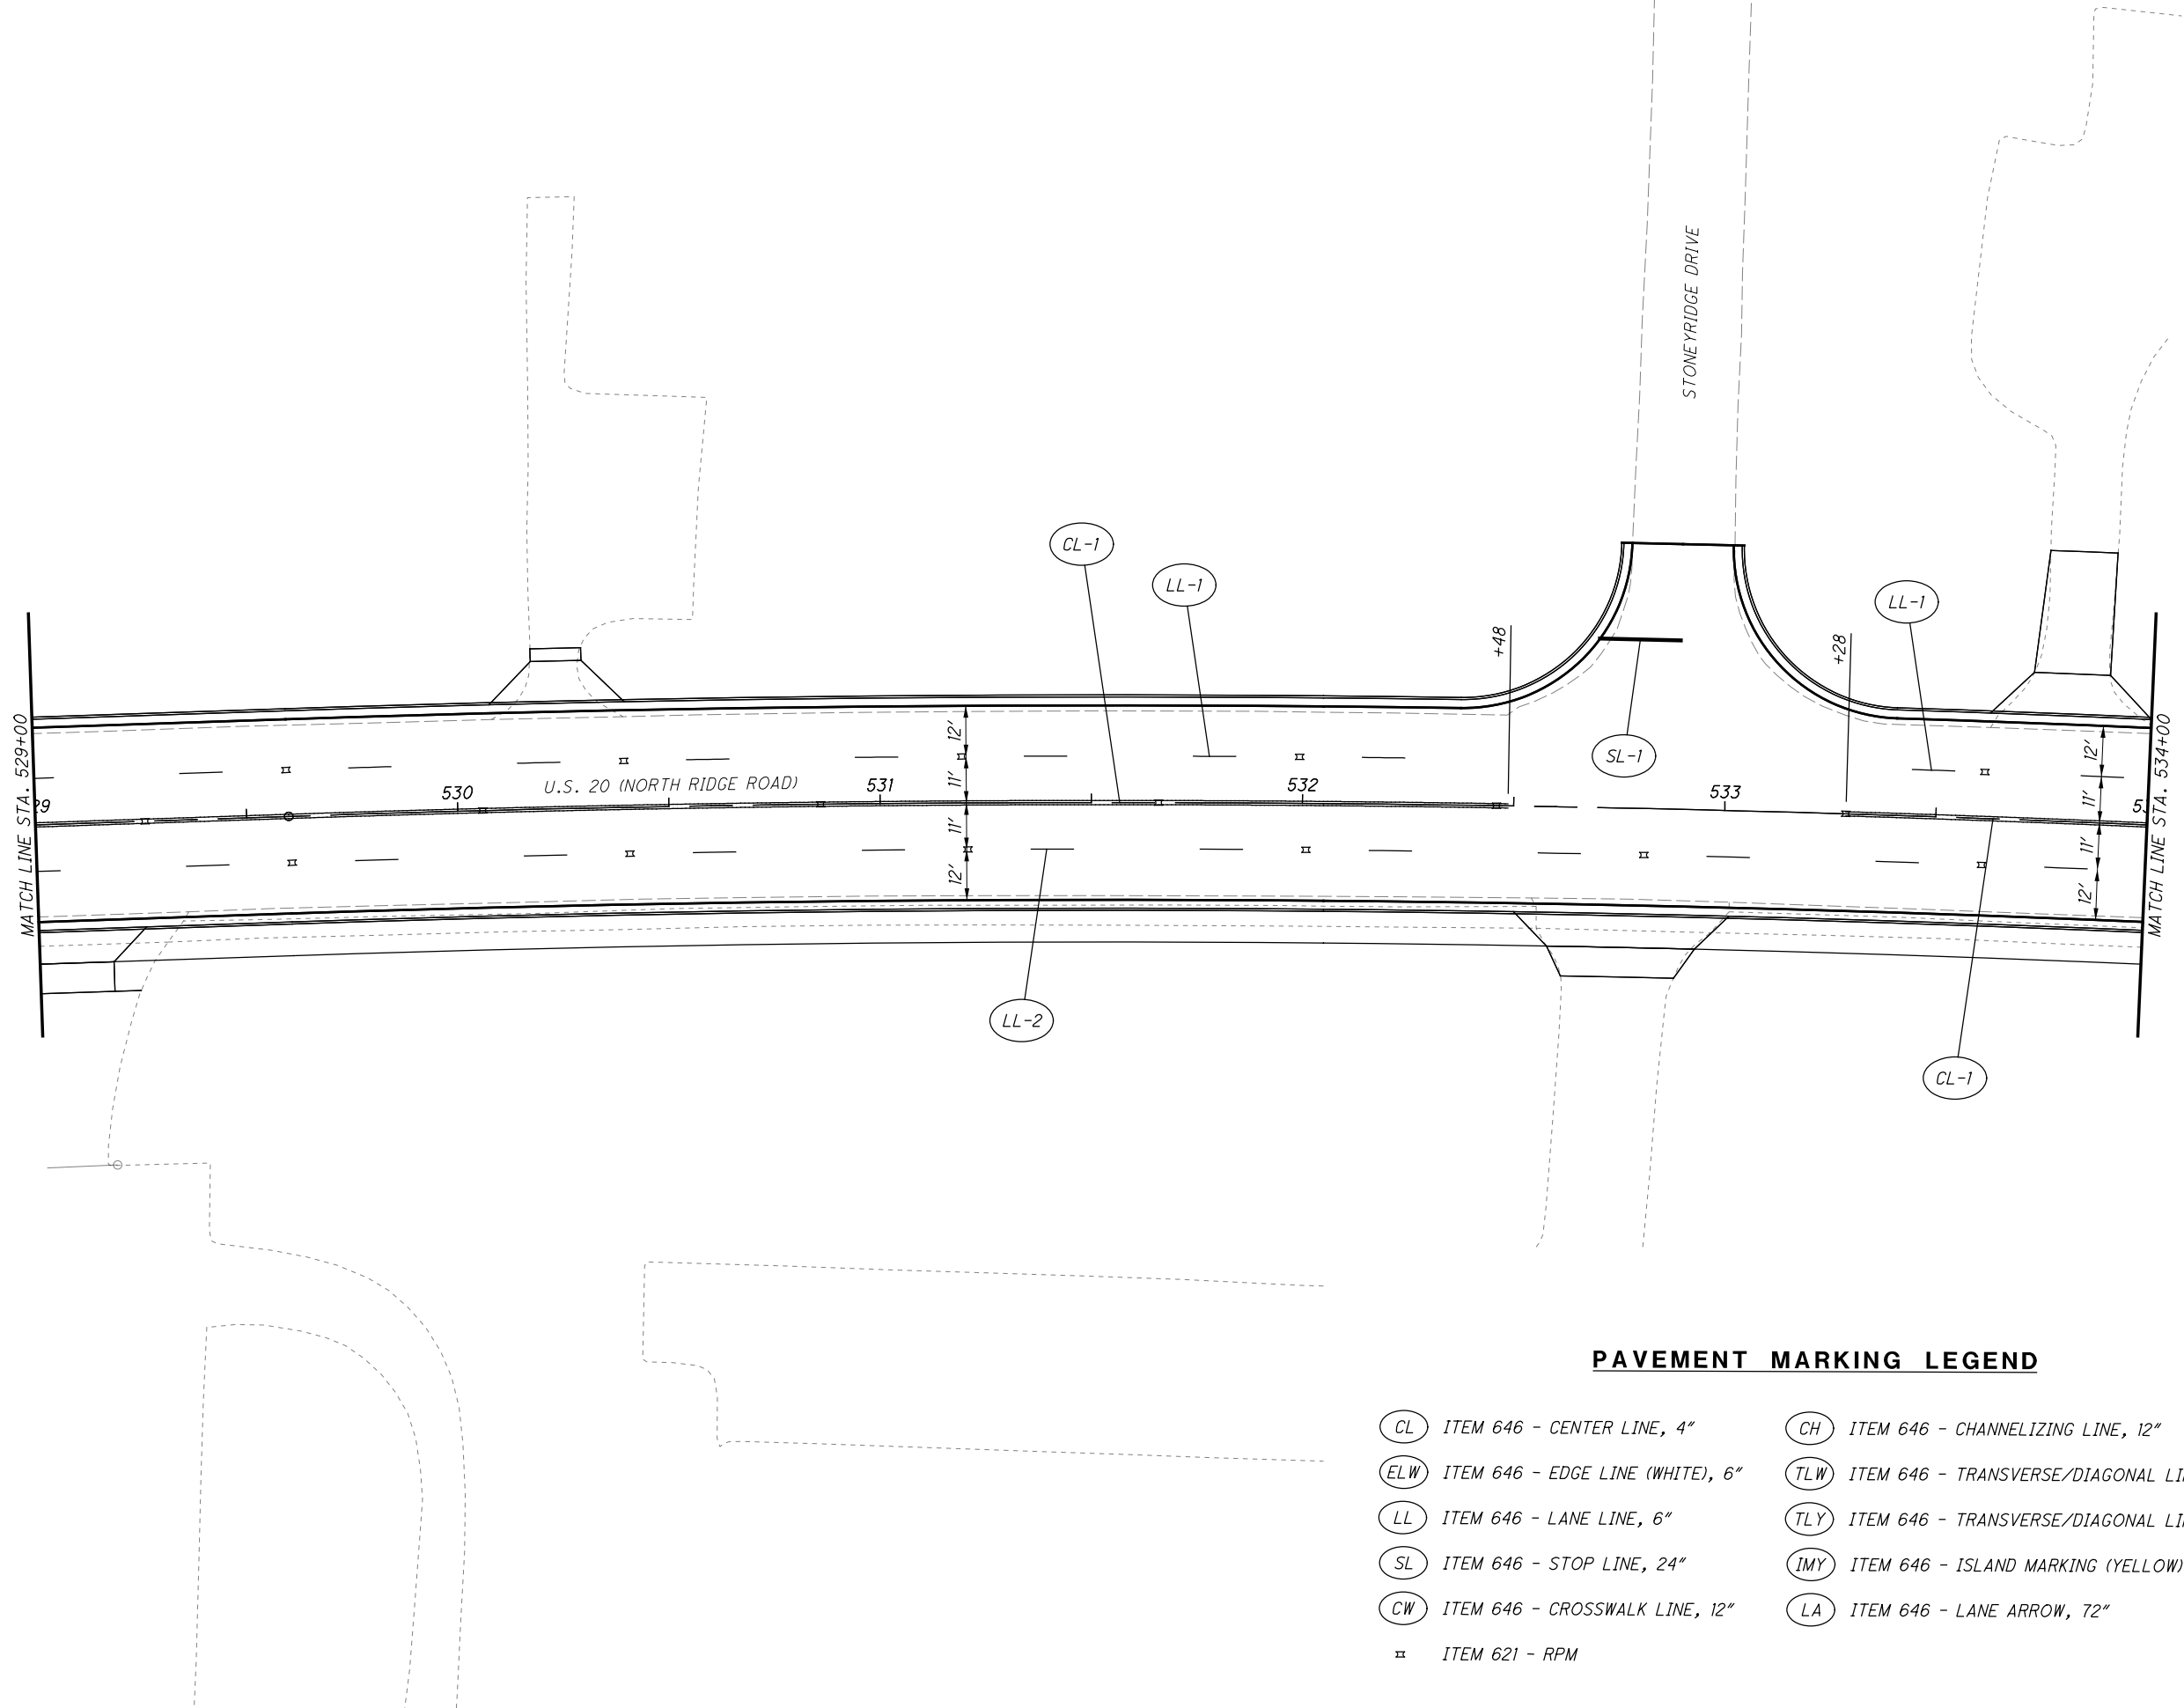 STONEYRIDGE DRIVE
CL-1
LL-1
LL-1
+48
+28
SL-1
MATCH LINE STA. 529+00
MATCH LINE STA. 534+00
12'
11'
11'
12'
12'
11'
11'
12'
U.S. 20 (NORTH RIDGE ROAD)
530
531
532
533
LL-2
CL-1
PAVEMENT MARKING LEGEND
CL ITEM 646 - CENTER LINE, 4"
ELW ITEM 646 - EDGE LINE (WHITE), 6"
LL ITEM 646 - LANE LINE, 6"
SL ITEM 646 - STOP LINE, 24"
CW ITEM 646 - CROSSWALK LINE, 12"
ITEM 621 - RPM
CH ITEM 646 - CHANNELIZING LINE, 12"
TLW ITEM 646 - TRANSVERSE/DIAGONAL
TLY ITEM 646 - TRANSVERSE/DIAGONAL
IMY ITEM 646 - ISLAND MARKING (YELLOW)
LA ITEM 646 - LANE ARROW, 72"